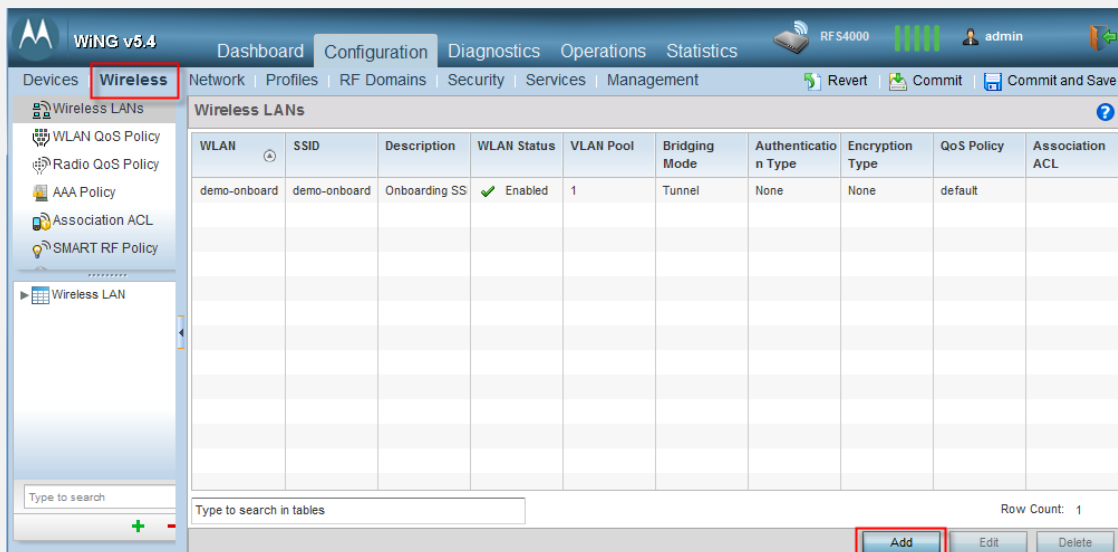 WiNG v5.4
Dashboard Configuration Diagnostics Operations Statistics
RFS4000
admin
Devices Wireless Network Profiles RF Domains Security Services Management
Revert Commit Commit and Save
Wireless LANs
WLAN QoS Policy
Radio QoS Policy
AAA Policy
Association ACL
SMART RF Policy
Wireless LAN
Type to search
Wireless LANs
WLAN SSID Description WLAN Status VLAN Pool Bridging Mode Authenticatio n Type Encryption Type QoS Policy Association ACL
demo-onboard demo-onboard Onboarding SS Enabled 1 Tunnel None None default
Type to search in tables
Row Count: 1
Add Edit Delete